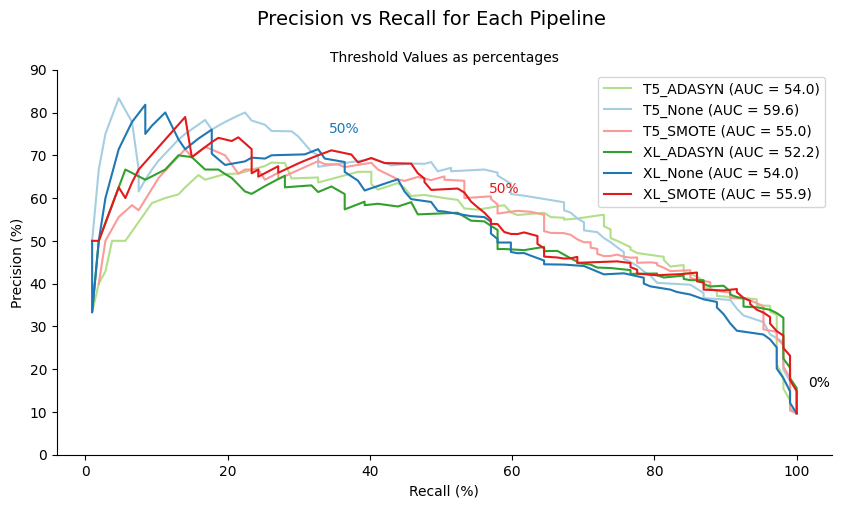 Precision vs Recall for Each Pipeline
Threshold Values as percentages
90
80
70
60
50
40
30
20
10
0
Precision (%)
T5_ADASYN (AUC = 54.0)
T5_None (AUC = 59.6)
T5_SMOTE (AUC = 55.0)
XL_ADASYN (AUC = 52.2)
XL_None (AUC = 54.0)
XL_SMOTE (AUC = 55.9)
50%
50%
0%
0
20
40
60
80
100
Recall (%)